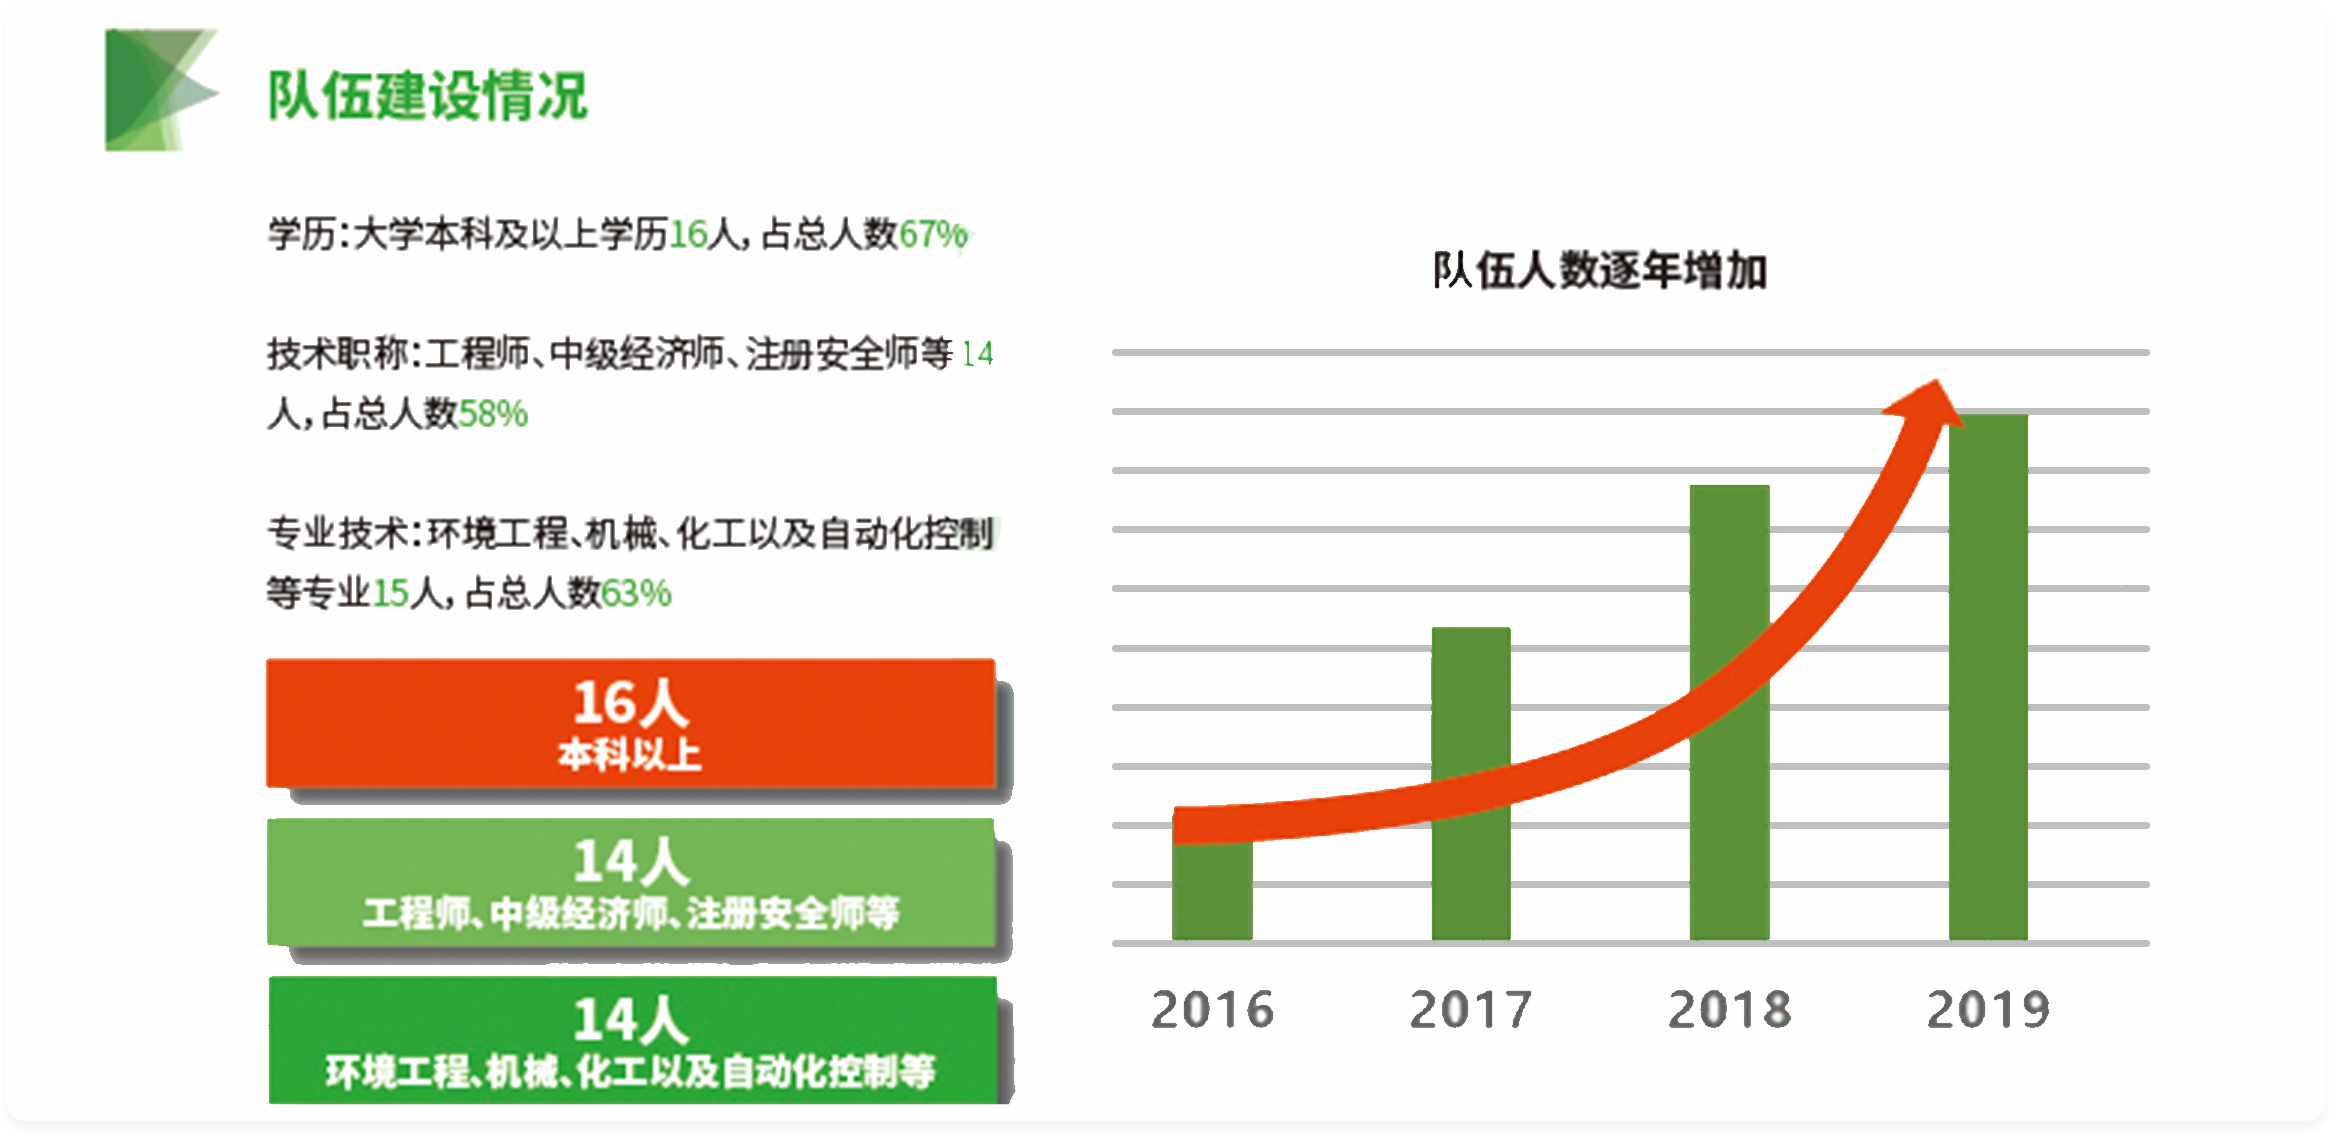 队伍建设情况
学历：大学本科及以上学历16人，占总人数67%
技术职称：工程师、中级经济师、注册安全师等14
人，占总人数58%
专业技术：环境工程、机械、化工以及自动化控制
等专业15人，占总人数63%
16人
本科以上
14人
工程师、中级经济师、注册安全师等
14人
环境工程、机械、化工以及自动化控制等
队伍人数逐年增加
2016 2017 2018 2019